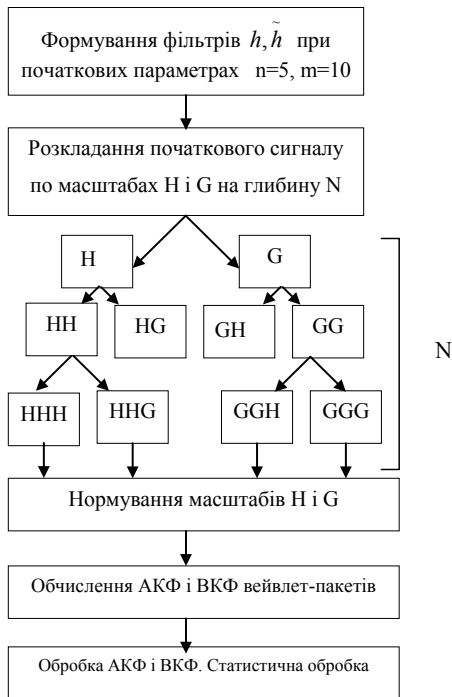 Формування фільтрів h, h̃ при
початкових параметрах n=5, m=10
Розкладання початкового сигналу
по масштабах Н і G на глибину N
H
G
HH
HG
GH
GG
N
HHH
HHG
GGH
GGG
Нормування масштабів Н і G
Обчислення АКФ і ВКФ вейвлет-пакетів
Обробка АКФ і ВКФ. Статистична обробка